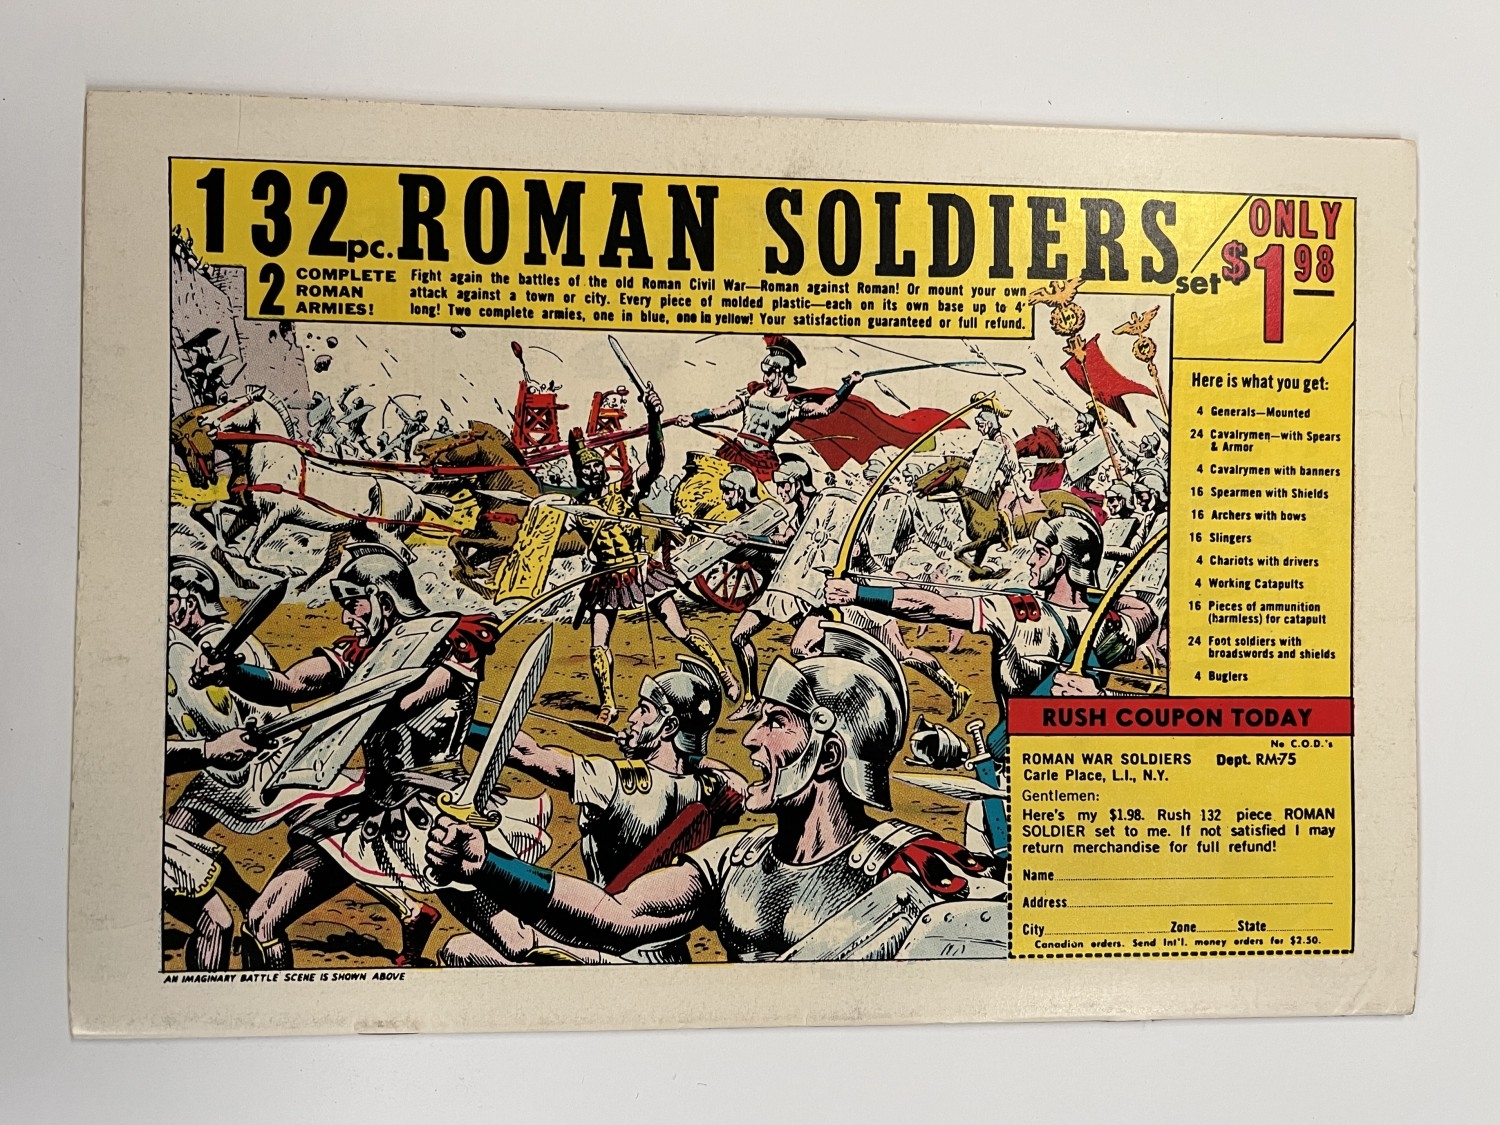 132 pc. ROMAN SOLDIERS set
ONLY
$1.98
2 COMPLETE
ROMAN
ARMIES!
Fight again the battles of the old Roman Civil War—Roman against Roman! Or mount your own
attack against a town or city. Every piece of molded plastic—each on its own base up to 4"
long! Two complete armies, one in blue, one in yellow! Your satisfaction guaranteed or full refund.
Here is what you get:
4 Generals—Mounted
24 Cavalrymen—with Spears
& Armor
4 Cavalrymen with banners
16 Spearmen with Shields
16 Archers with bows
16 Slingers
4 Chariots with drivers
4 Working Catapults
16 Pieces of ammunition
(harmless) for catapult
24 Foot soldiers with
broadswords and shields
4 Buglers
RUSH COUPON TODAY
No C.O.D.'s
ROMAN WAR SOLDIERS Dept. RM-75
Carle Place, L.I., N.Y.
Gentlemen:
Here's my $1.98. Rush 132 piece ROMAN
SOLDIER set to me. If not satisfied I may
return merchandise for full refund!
Name
Address
City Zone State
Canadian orders. Send Int'l. money orders for $2.50.
AN IMAGINARY BATTLE SCENE IS SHOWN ABOVE